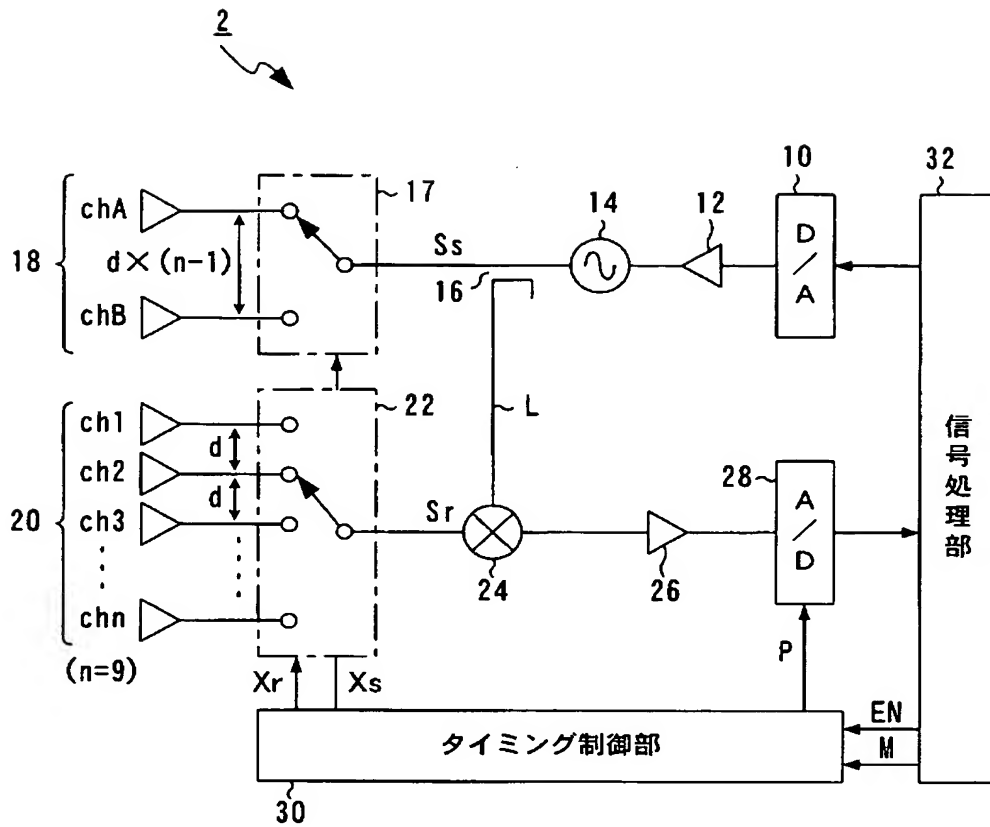 2
18
chA
d×(n-1)
chB
17
Ss
16
14
12
10
D/A
32
20
ch1
d
ch2
d
ch3
chn
(n=9)
22
L
Sr
24
26
28
A/D
信号処理部
Xr
Xs
P
EN
M
タイミング制御部
30